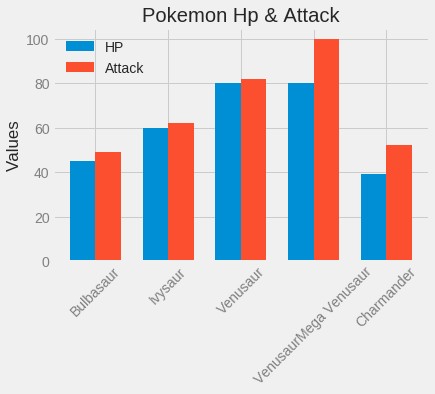 Pokemon Hp & Attack
HP
Attack
Values
100
80
60
40
20
0
Bulbasaur
Ivysaur
Venusaur
VenusaurMega Venusaur
Charmander